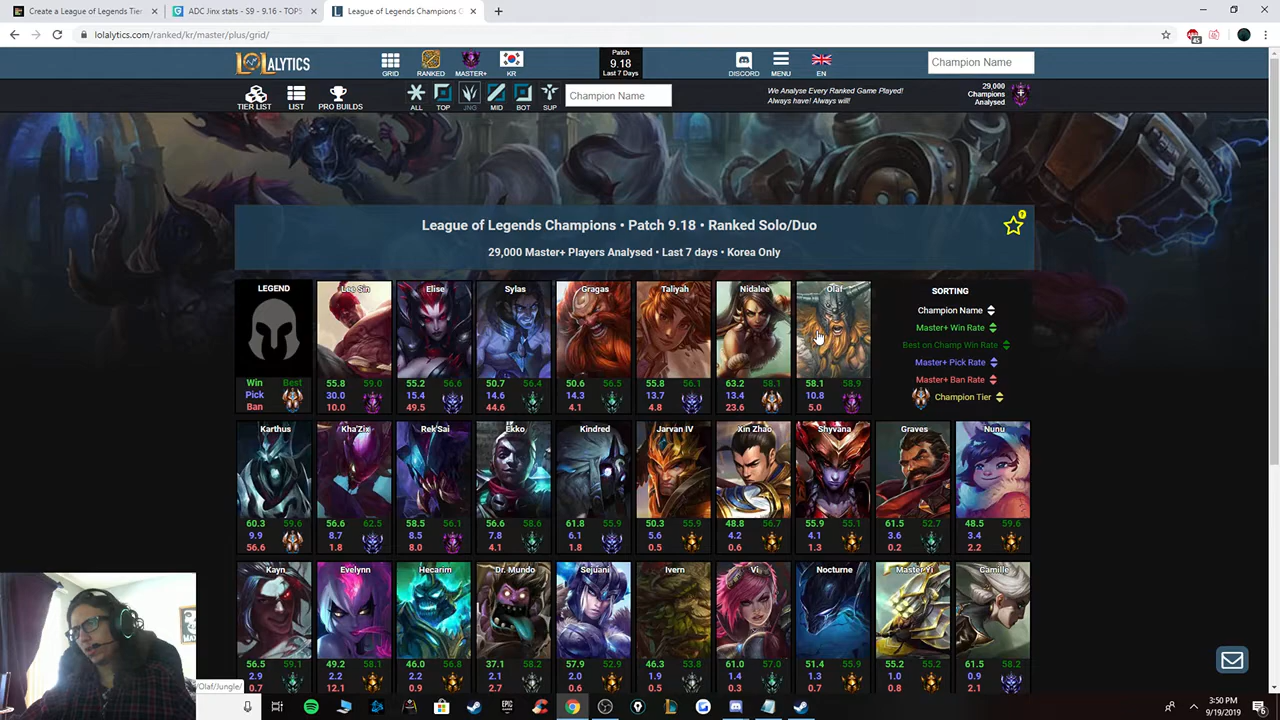 Create a League of Legends Tier
ADC Jinx stats - S9 - 9.16 - TOP5
League of Legends Champions G
lolalytics.com/ranked/kr/master/plus/grid/
45
LOLALYTICS
GRID
RANKED
MASTER+
KR
Patch
9.18
Last 7 Days
DISCORD
MENU
EN
Champion Name
TIER LIST
LIST
PRO BUILDS
ALL
TOP
JNG
MID
BOT
SUP
Champion Name
We Analyse Every Ranked Game Played!
Always have! Always will!
29,000
Champions
Analysed
League of Legends Champions • Patch 9.18 • Ranked Solo/Duo
29,000 Master+ Players Analysed • Last 7 days • Korea Only
LEGEND
Win Best
Pick
Ban
Lee Sin
55.8 59.0
30.0
10.0
Elise
55.2 56.6
15.4
49.5
Sylas
50.7 56.4
14.6
44.6
Gragas
50.6 56.5
14.3
4.1
Taliyah
55.8 56.1
13.7
4.8
Nidalee
63.2 58.1
13.4
23.6
Olaf
58.1 58.9
10.8
5.0
SORTING
Champion Name
Master+ Win Rate
Best on Champ Win Rate
Master+ Pick Rate
Master+ Ban Rate
Champion Tier
Karthus
60.3 59.6
9.9
56.6
Kha'Zix
56.6 62.5
8.7
1.8
Rek'Sai
58.5 56.1
8.5
8.0
Ekko
56.6 58.6
7.8
4.1
Kindred
61.8 55.9
6.1
1.8
Jarvan IV
50.3 55.9
5.6
0.5
Xin Zhao
48.8 56.7
4.2
0.6
Shyvana
55.9 55.1
4.1
1.3
Graves
61.5 52.7
3.6
0.2
Nunu
48.5 59.6
3.4
2.2
Kayn
56.5 59.1
2.9
0.7
Evelynn
49.2 58.1
2.2
12.1
Hecarim
46.0 56.8
2.2
0.9
Dr. Mundo
37.1 58.2
2.1
2.7
Sejuani
57.9 52.9
2.0
0.6
Ivern
46.3 53.8
1.9
0.5
Vi
61.0 57.0
1.4
0.3
Nocturne
51.4 55.9
1.3
0.7
Master Yi
55.2 55.2
1.0
0.8
Camille
61.5 58.2
0.9
2.1
/Olaf/Jungle/
EPIC
3:50 PM
9/19/2019
6